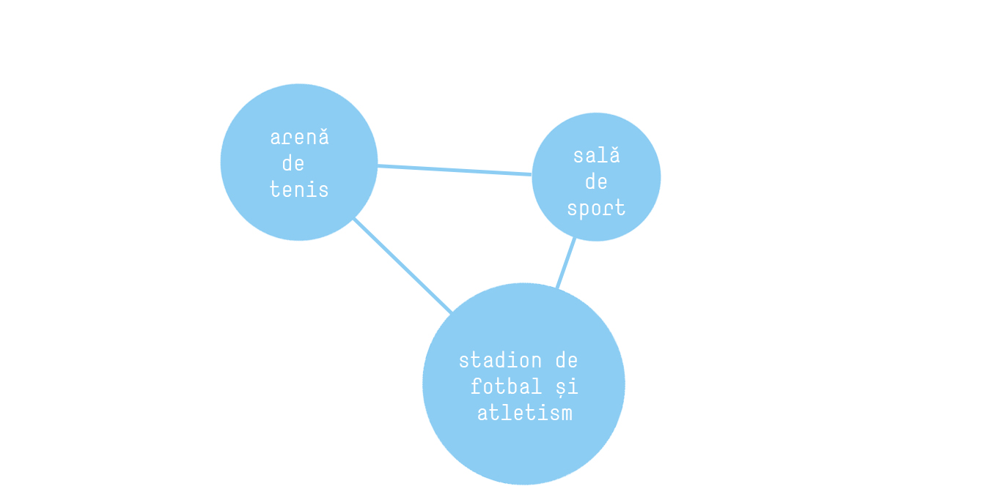 arenă
de
tenis
sală
de
sport
stadion de
fotbal și
atletism